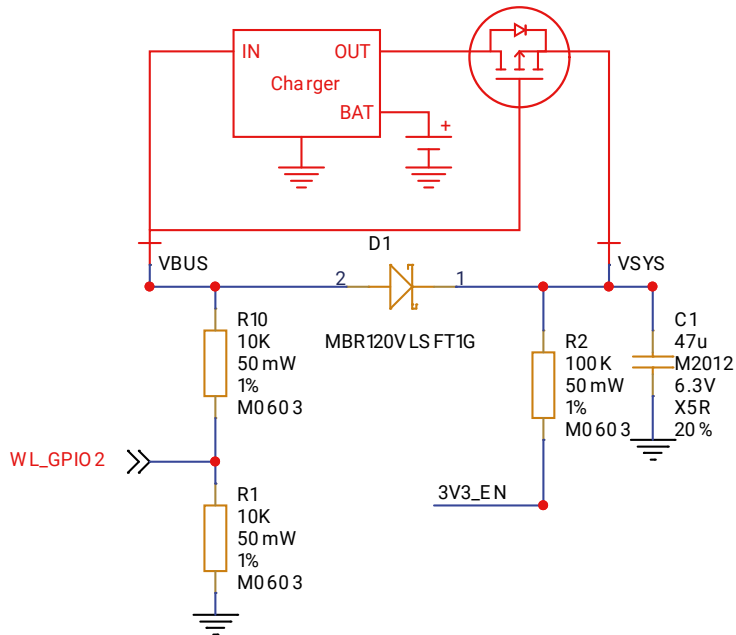 IN
OUT
Charger
BAT
+
VBUS
D1
VSYS
2
1
MBR120VLSFT1G
R10
10K
50mW
1%
M0603
R2
100K
50mW
1%
M0603
C1
47u
M2012
6.3V
X5R
20%
WL_GPIO2
3V3_EN
R1
10K
50mW
1%
M0603